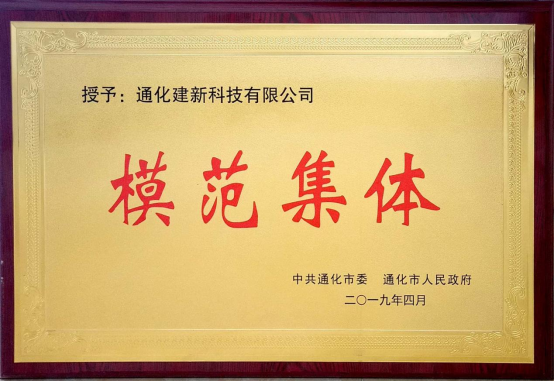 授予：通化建新科技有限公司
模范集体
中共通化市委 通化市人民政府
二〇一九年四月